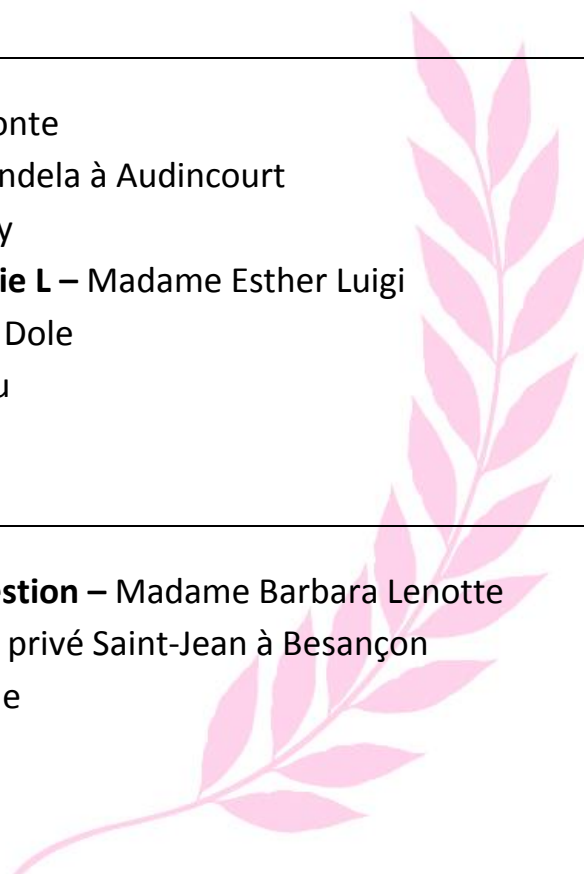 onte
ndela à Audincourt
y
ie L – Madame Esther Luigi
Dole
u
estion – Madame Barbara Lenotte
privé Saint-Jean à Besançon
e